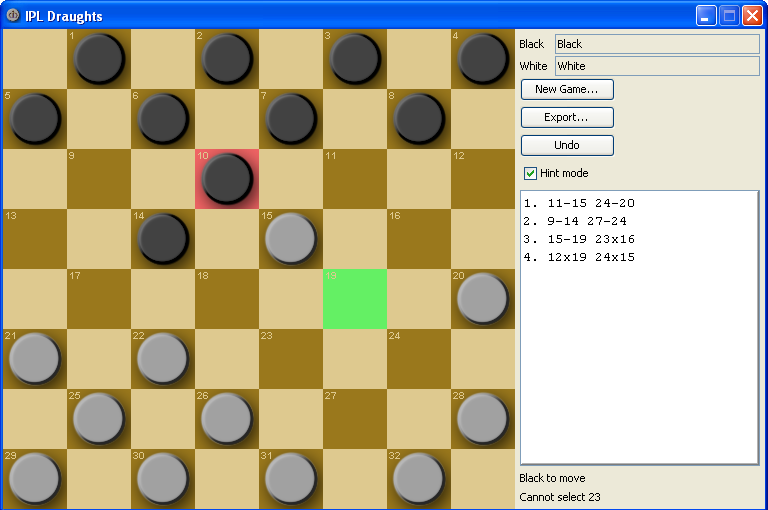 IPL Draughts
1 2 3 4
5 6 7 8
9 10 11 12
13 14 15 16
17 18 19 20
21 22 23 24
25 26 27 28
29 30 31 32
Black Black
White White
New Game...
Export...
Undo
Hint mode
1. 11-15 24-20
2. 9-14 27-24
3. 15-19 23x16
4. 12x19 24x15
Black to move
Cannot select 23